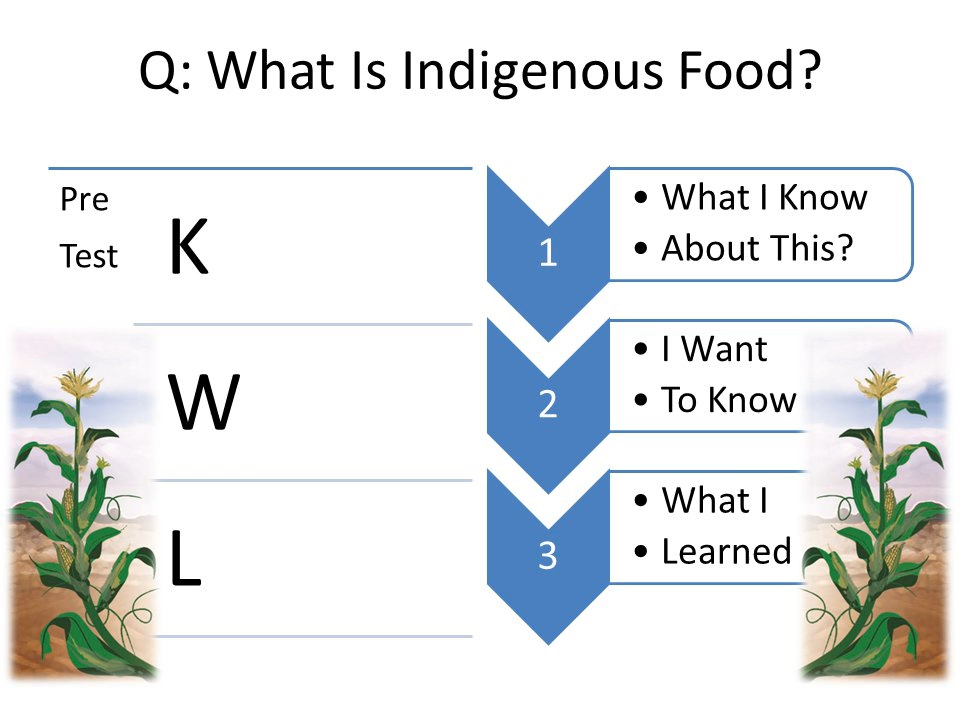 Q: What Is Indigenous Food?
Pre
Test
K
1
• What I Know
• About This?
W
2
• I Want
• To Know
L
3
• What I
• Learned